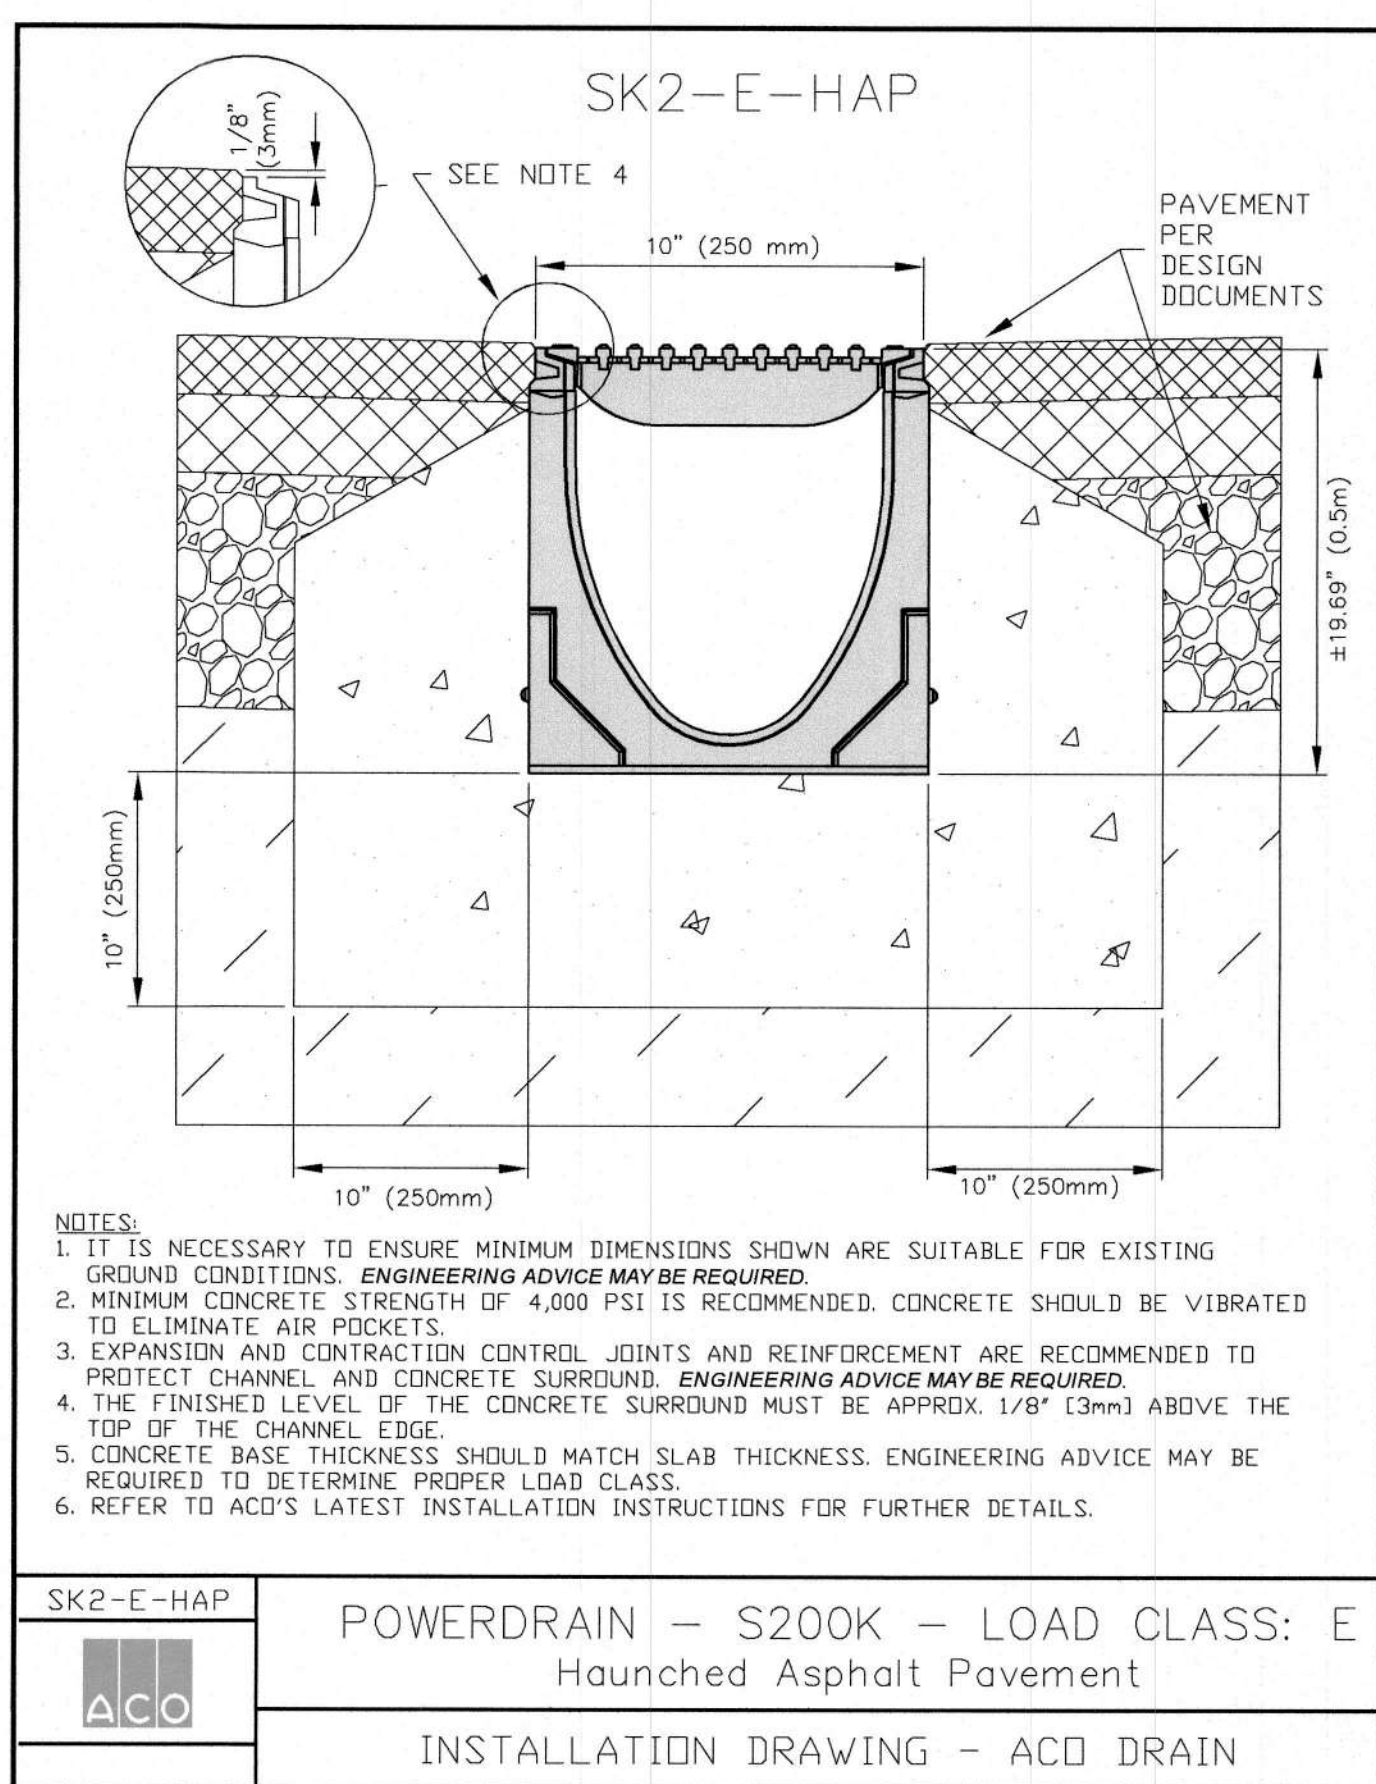 SK2-E-HAP
1/8"
(3mm)
SEE NOTE 4
10" (250 mm)
PAVEMENT
PER
DESIGN
DOCUMENTS
±19.69" (0.5m)
10" (250mm)
10" (250mm)
10" (250mm)
NOTES:
1. IT IS NECESSARY TO ENSURE MINIMUM DIMENSIONS SHOWN ARE SUITABLE FOR EXISTING
GROUND CONDITIONS. ENGINEERING ADVICE MAY BE REQUIRED.
2. MINIMUM CONCRETE STRENGTH OF 4,000 PSI IS RECOMMENDED. CONCRETE SHOULD BE VIBRATED
TO ELIMINATE AIR POCKETS.
3. EXPANSION AND CONTRACTION CONTROL JOINTS AND REINFORCEMENT ARE RECOMMENDED TO
PROTECT CHANNEL AND CONCRETE SURROUND. ENGINEERING ADVICE MAY BE REQUIRED.
4. THE FINISHED LEVEL OF THE CONCRETE SURROUND MUST BE APPROX. 1/8" [3mm] ABOVE THE
TOP OF THE CHANNEL EDGE.
5. CONCRETE BASE THICKNESS SHOULD MATCH SLAB THICKNESS. ENGINEERING ADVICE MAY BE
REQUIRED TO DETERMINE PROPER LOAD CLASS.
6. REFER TO ACO'S LATEST INSTALLATION INSTRUCTIONS FOR FURTHER DETAILS.
SK2-E-HAP
ACO
POWERDRAIN - S200K - LOAD CLASS: E
Haunched Asphalt Pavement
INSTALLATION DRAWING - ACO DRAIN